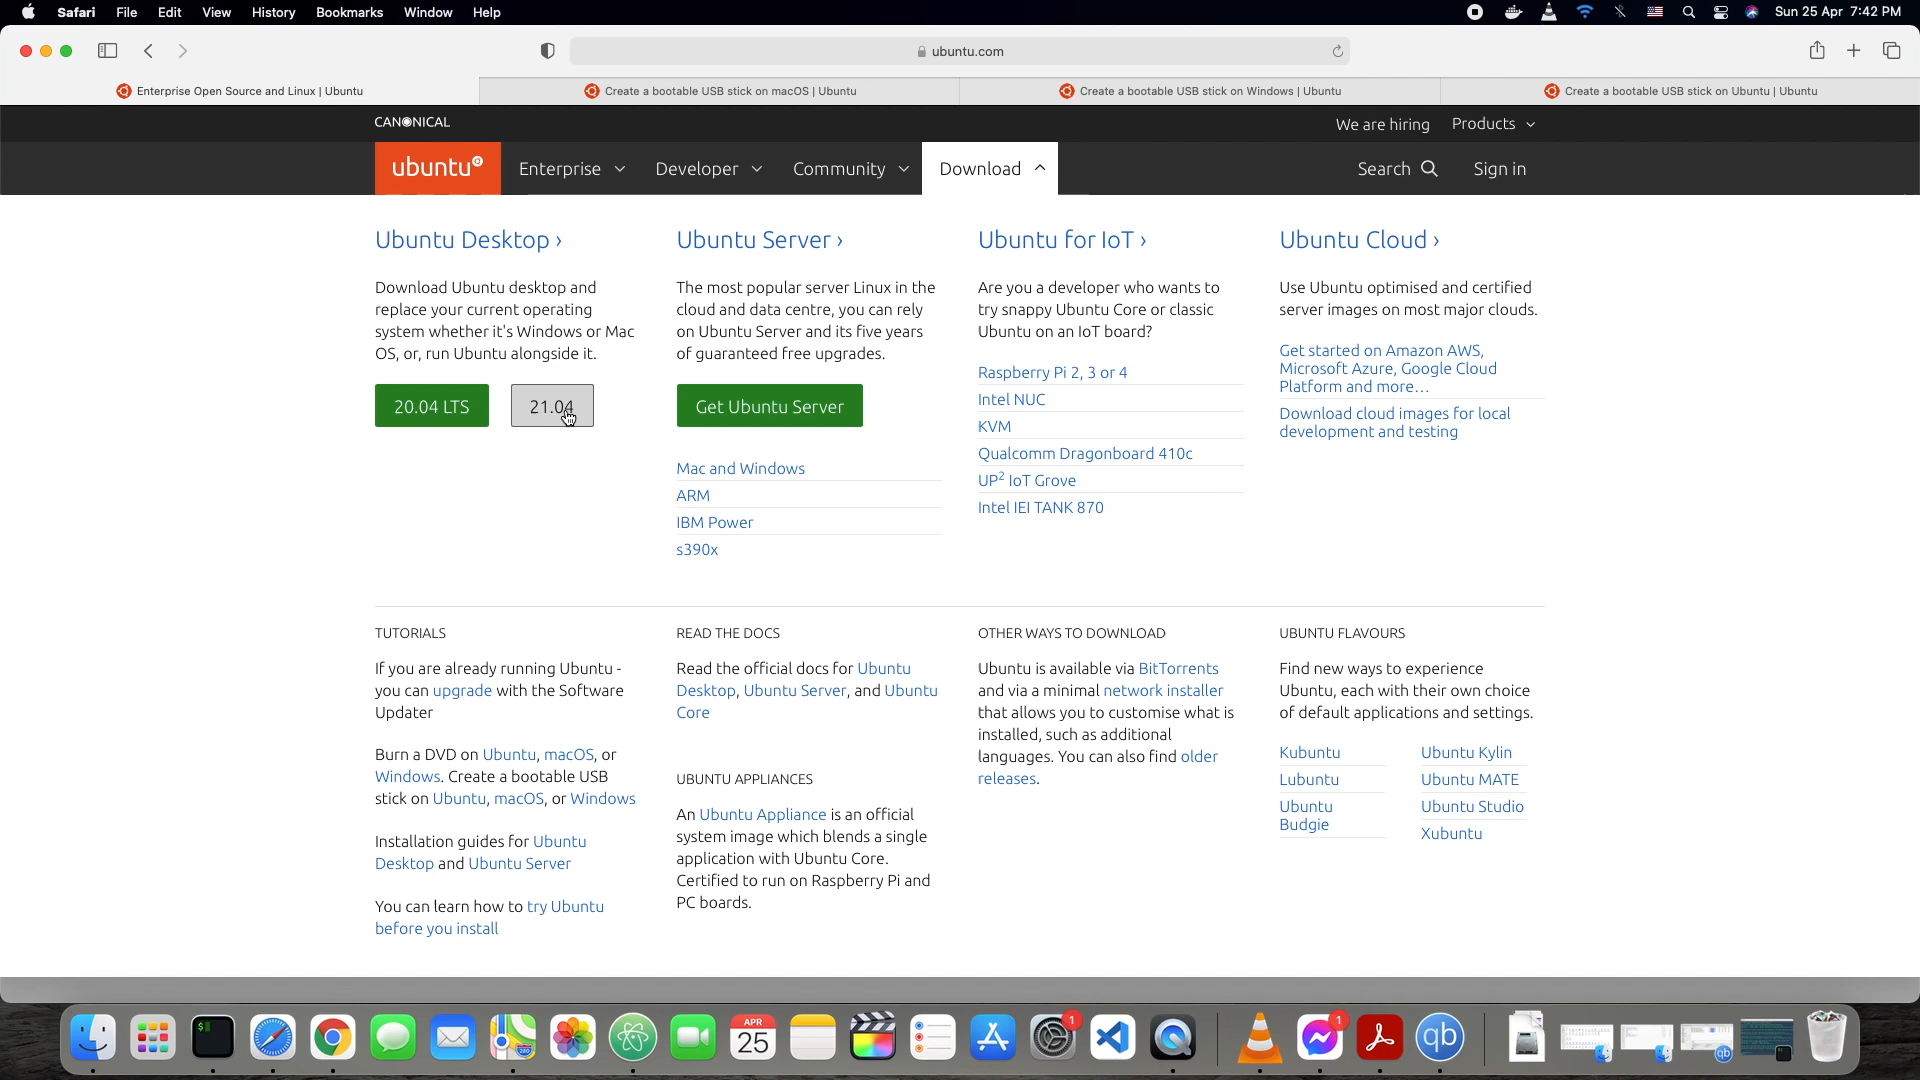 Safari File Edit View History Bookmarks Window Help Sun 25 Apr 7:42 PM
ubuntu.com
Enterprise Open Source and Linux | Ubuntu
Create a bootable USB stick on macOS | Ubuntu
Create a bootable USB stick on Windows | Ubuntu
Create a bootable USB stick on Ubuntu | Ubuntu
CANONICAL
We are hiring Products
ubuntu Enterprise Developer Community Download Search Sign in
Ubuntu Desktop ›
Download Ubuntu desktop and
replace your current operating
system whether it's Windows or Mac
OS, or, run Ubuntu alongside it.
20.04 LTS 21.04
Ubuntu Server ›
The most popular server Linux in the
cloud and data centre, you can rely
on Ubuntu Server and its five years
of guaranteed free upgrades.
Get Ubuntu Server
Mac and Windows
ARM
IBM Power
s390x
Ubuntu for IoT ›
Are you a developer who wants to
try snappy Ubuntu Core or classic
Ubuntu on an IoT board?
Raspberry Pi 2, 3 or 4
Intel NUC
KVM
Qualcomm Dragonboard 410c
UP² IoT Grove
Intel IEI TANK 870
Ubuntu Cloud ›
Use Ubuntu optimised and certified
server images on most major clouds.
Get started on Amazon AWS,
Microsoft Azure, Google Cloud
Platform and more…
Download cloud images for local
development and testing
TUTORIALS
If you are already running Ubuntu -
you can upgrade with the Software
Updater
Burn a DVD on Ubuntu, macOS, or
Windows. Create a bootable USB
stick on Ubuntu, macOS, or Windows
Installation guides for Ubuntu
Desktop and Ubuntu Server
You can learn how to try Ubuntu
before you install
READ THE DOCS
Read the official docs for Ubuntu
Desktop, Ubuntu Server, and Ubuntu
Core
UBUNTU APPLIANCES
An Ubuntu Appliance is an official
system image which blends a single
application with Ubuntu Core.
Certified to run on Raspberry Pi and
PC boards.
OTHER WAYS TO DOWNLOAD
Ubuntu is available via BitTorrents
and via a minimal network installer
that allows you to customise what is
installed, such as additional
languages. You can also find older
releases.
UBUNTU FLAVOURS
Find new ways to experience
Ubuntu, each with their own choice
of default applications and settings.
Kubuntu
Lubuntu
Ubuntu
Budgie
Ubuntu Kylin
Ubuntu MATE
Ubuntu Studio
Xubuntu
APR
25
1
1
qb